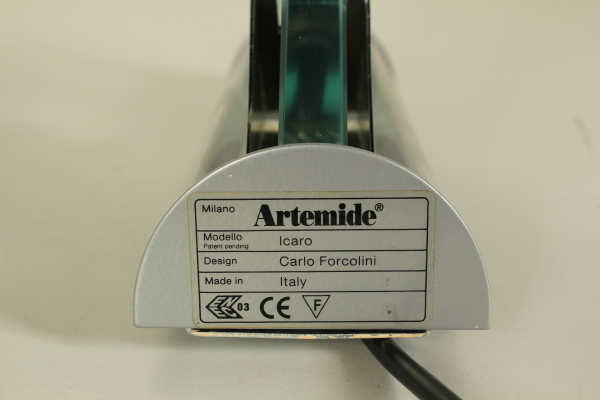 Milano Artemide®
Modello Icaro
Patent pending
Design Carlo Forcolini
Made in Italy
03 CE F